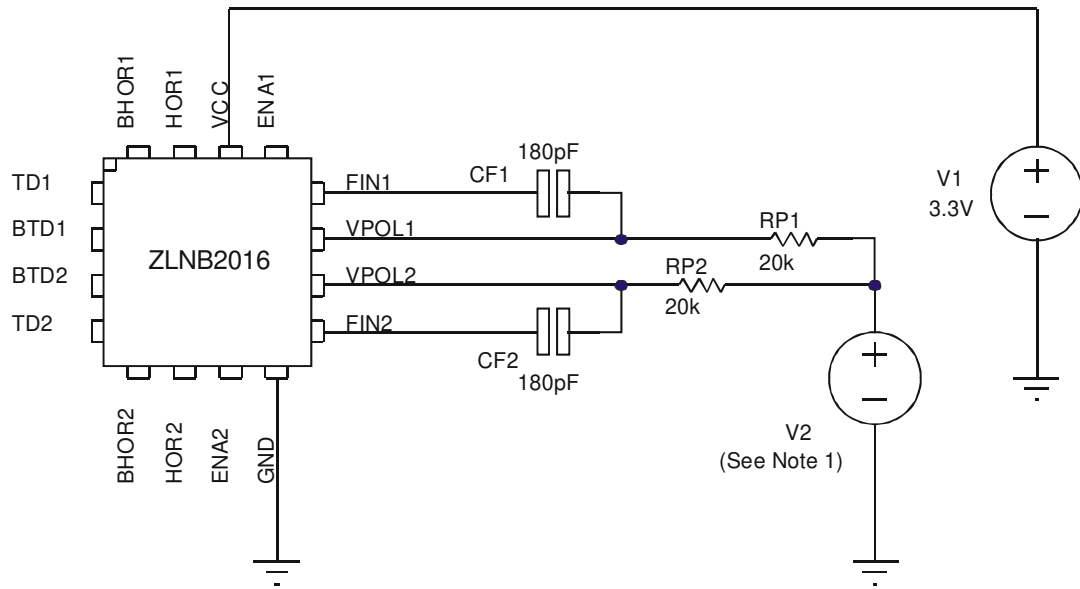 BHOR1
HOR1
VCC
ENA1
180pF
CF1
TD1
FIN1
V1
3.3V
BTD1
VPOL1
RP1
20k
ZLNB2016
BTD2
VPOL2
RP2
20k
TD2
FIN2
CF2
180pF
V2
(See Note 1)
BHOR2
HOR2
ENA2
GND